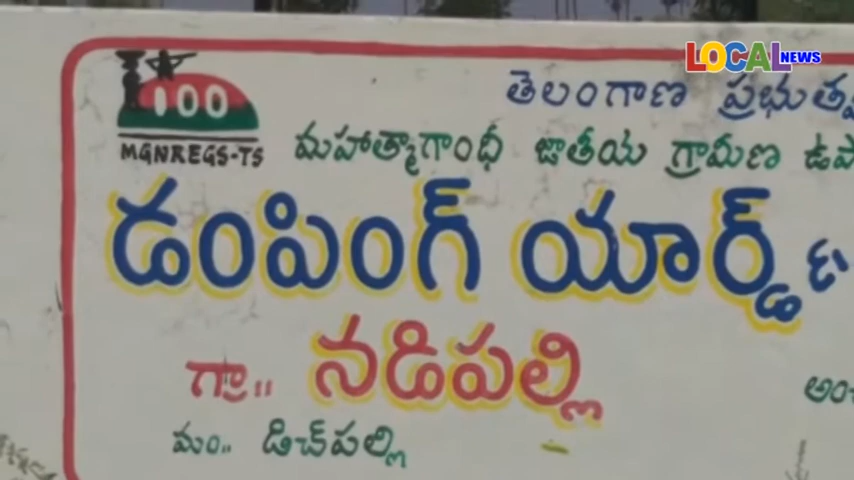 LOCAL NEWS
తెలంగాణ ప్రభుత్వ
100
MGNREGS-TS
మహాత్మాగాంధీ జాతీయ గ్రామీణ ఉపా
డంపింగ్ యార్డ్
గ్రా.. నడిపల్లి
మం.. డిచ్‌పల్లి
అంచ